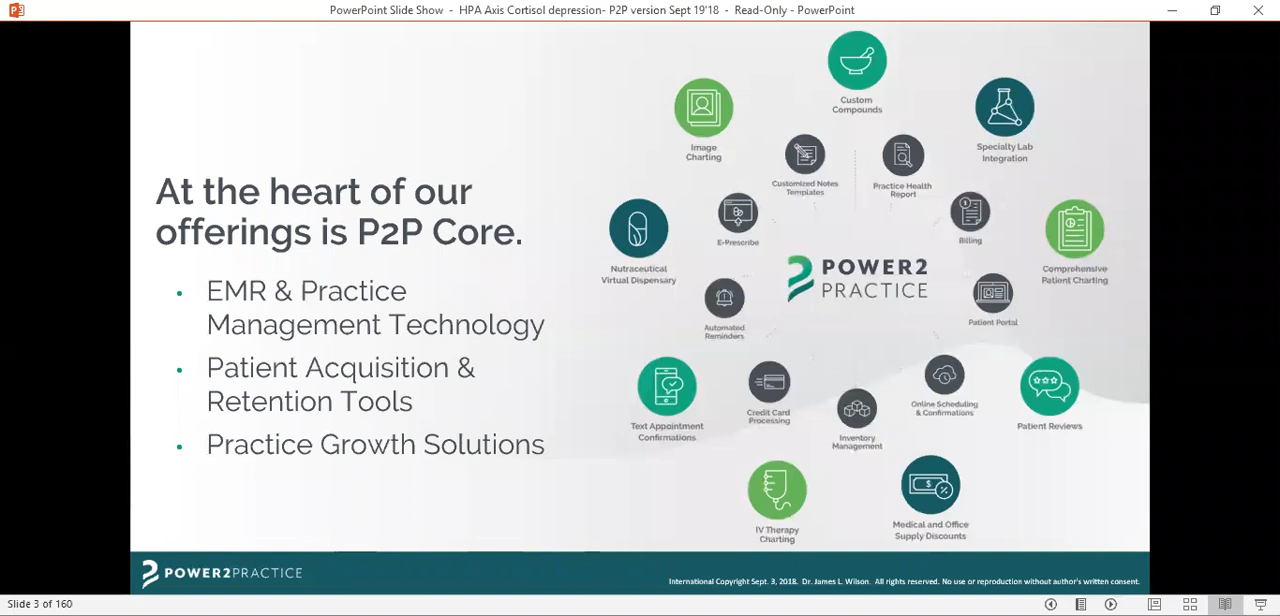 PowerPoint Slide Show - HPA Axis Cortisol depression- P2P version Sept 19'18 - Read-Only - PowerPoint
At the heart of our
offerings is P2P Core.
• EMR & Practice
Management Technology
• Patient Acquisition &
Retention Tools
• Practice Growth Solutions
Custom
Compounds
Image
Charting
Specialty Lab
Integration
Customized Notes
Templates
Practice Health
Report
Nutraceutical
Virtual Dispensary
E-Prescribe
Billing
Comprehensive
Patient Charting
POWER2
PRACTICE
Automated
Reminders
Patient Portal
Text Appointment
Confirmations
Credit Card
Processing
Inventory
Management
Online Scheduling
& Confirmations
Patient Reviews
IV Therapy
Charting
Medical and Office
Supply Discounts
POWER2PRACTICE
International Copyright Sept. 3, 2018. Dr. James L. Wilson. All rights reserved. No use or reproduction without author's written consent.
Slide 3 of 160